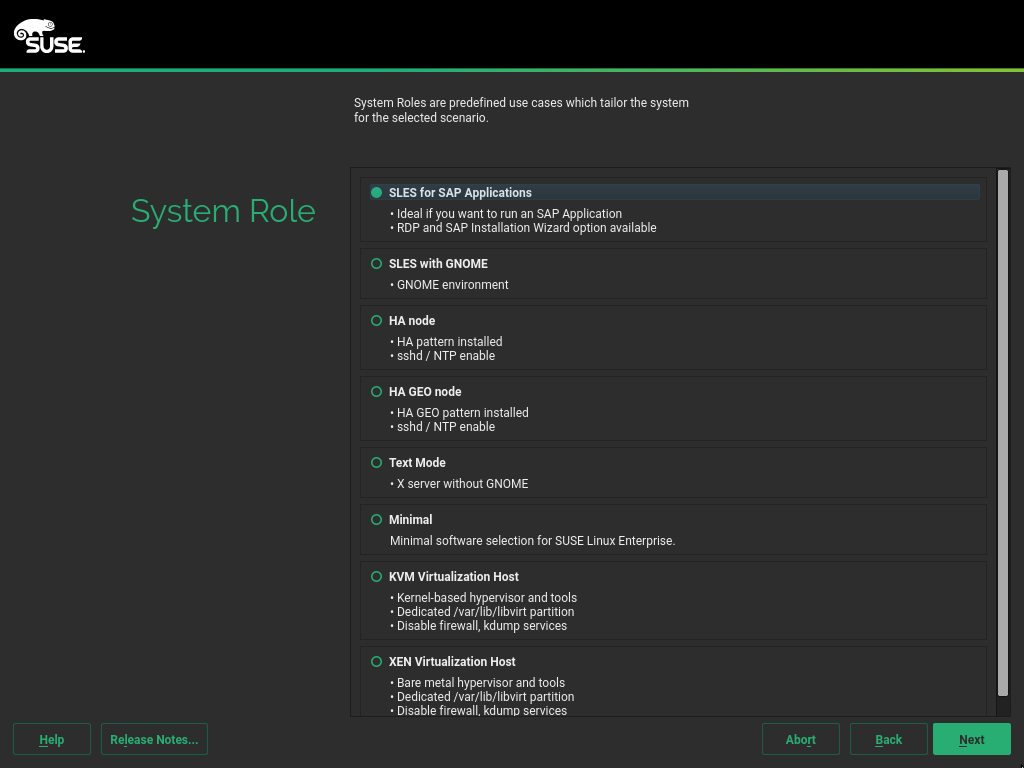 SUSE.
System Roles are predefined use cases which tailor the system
for the selected scenario.
System Role
SLES for SAP Applications
• Ideal if you want to run an SAP Application
• RDP and SAP Installation Wizard option available
SLES with GNOME
• GNOME environment
HA node
• HA pattern installed
• sshd / NTP enable
HA GEO node
• HA GEO pattern installed
• sshd / NTP enable
Text Mode
• X server without GNOME
Minimal
Minimal software selection for SUSE Linux Enterprise.
KVM Virtualization Host
• Kernel-based hypervisor and tools
• Dedicated /var/lib/libvirt partition
• Disable firewall, kdump services
XEN Virtualization Host
• Bare metal hypervisor and tools
• Dedicated /var/lib/libvirt partition
• Disable firewall, kdump services
Help
Release Notes...
Abort
Back
Next